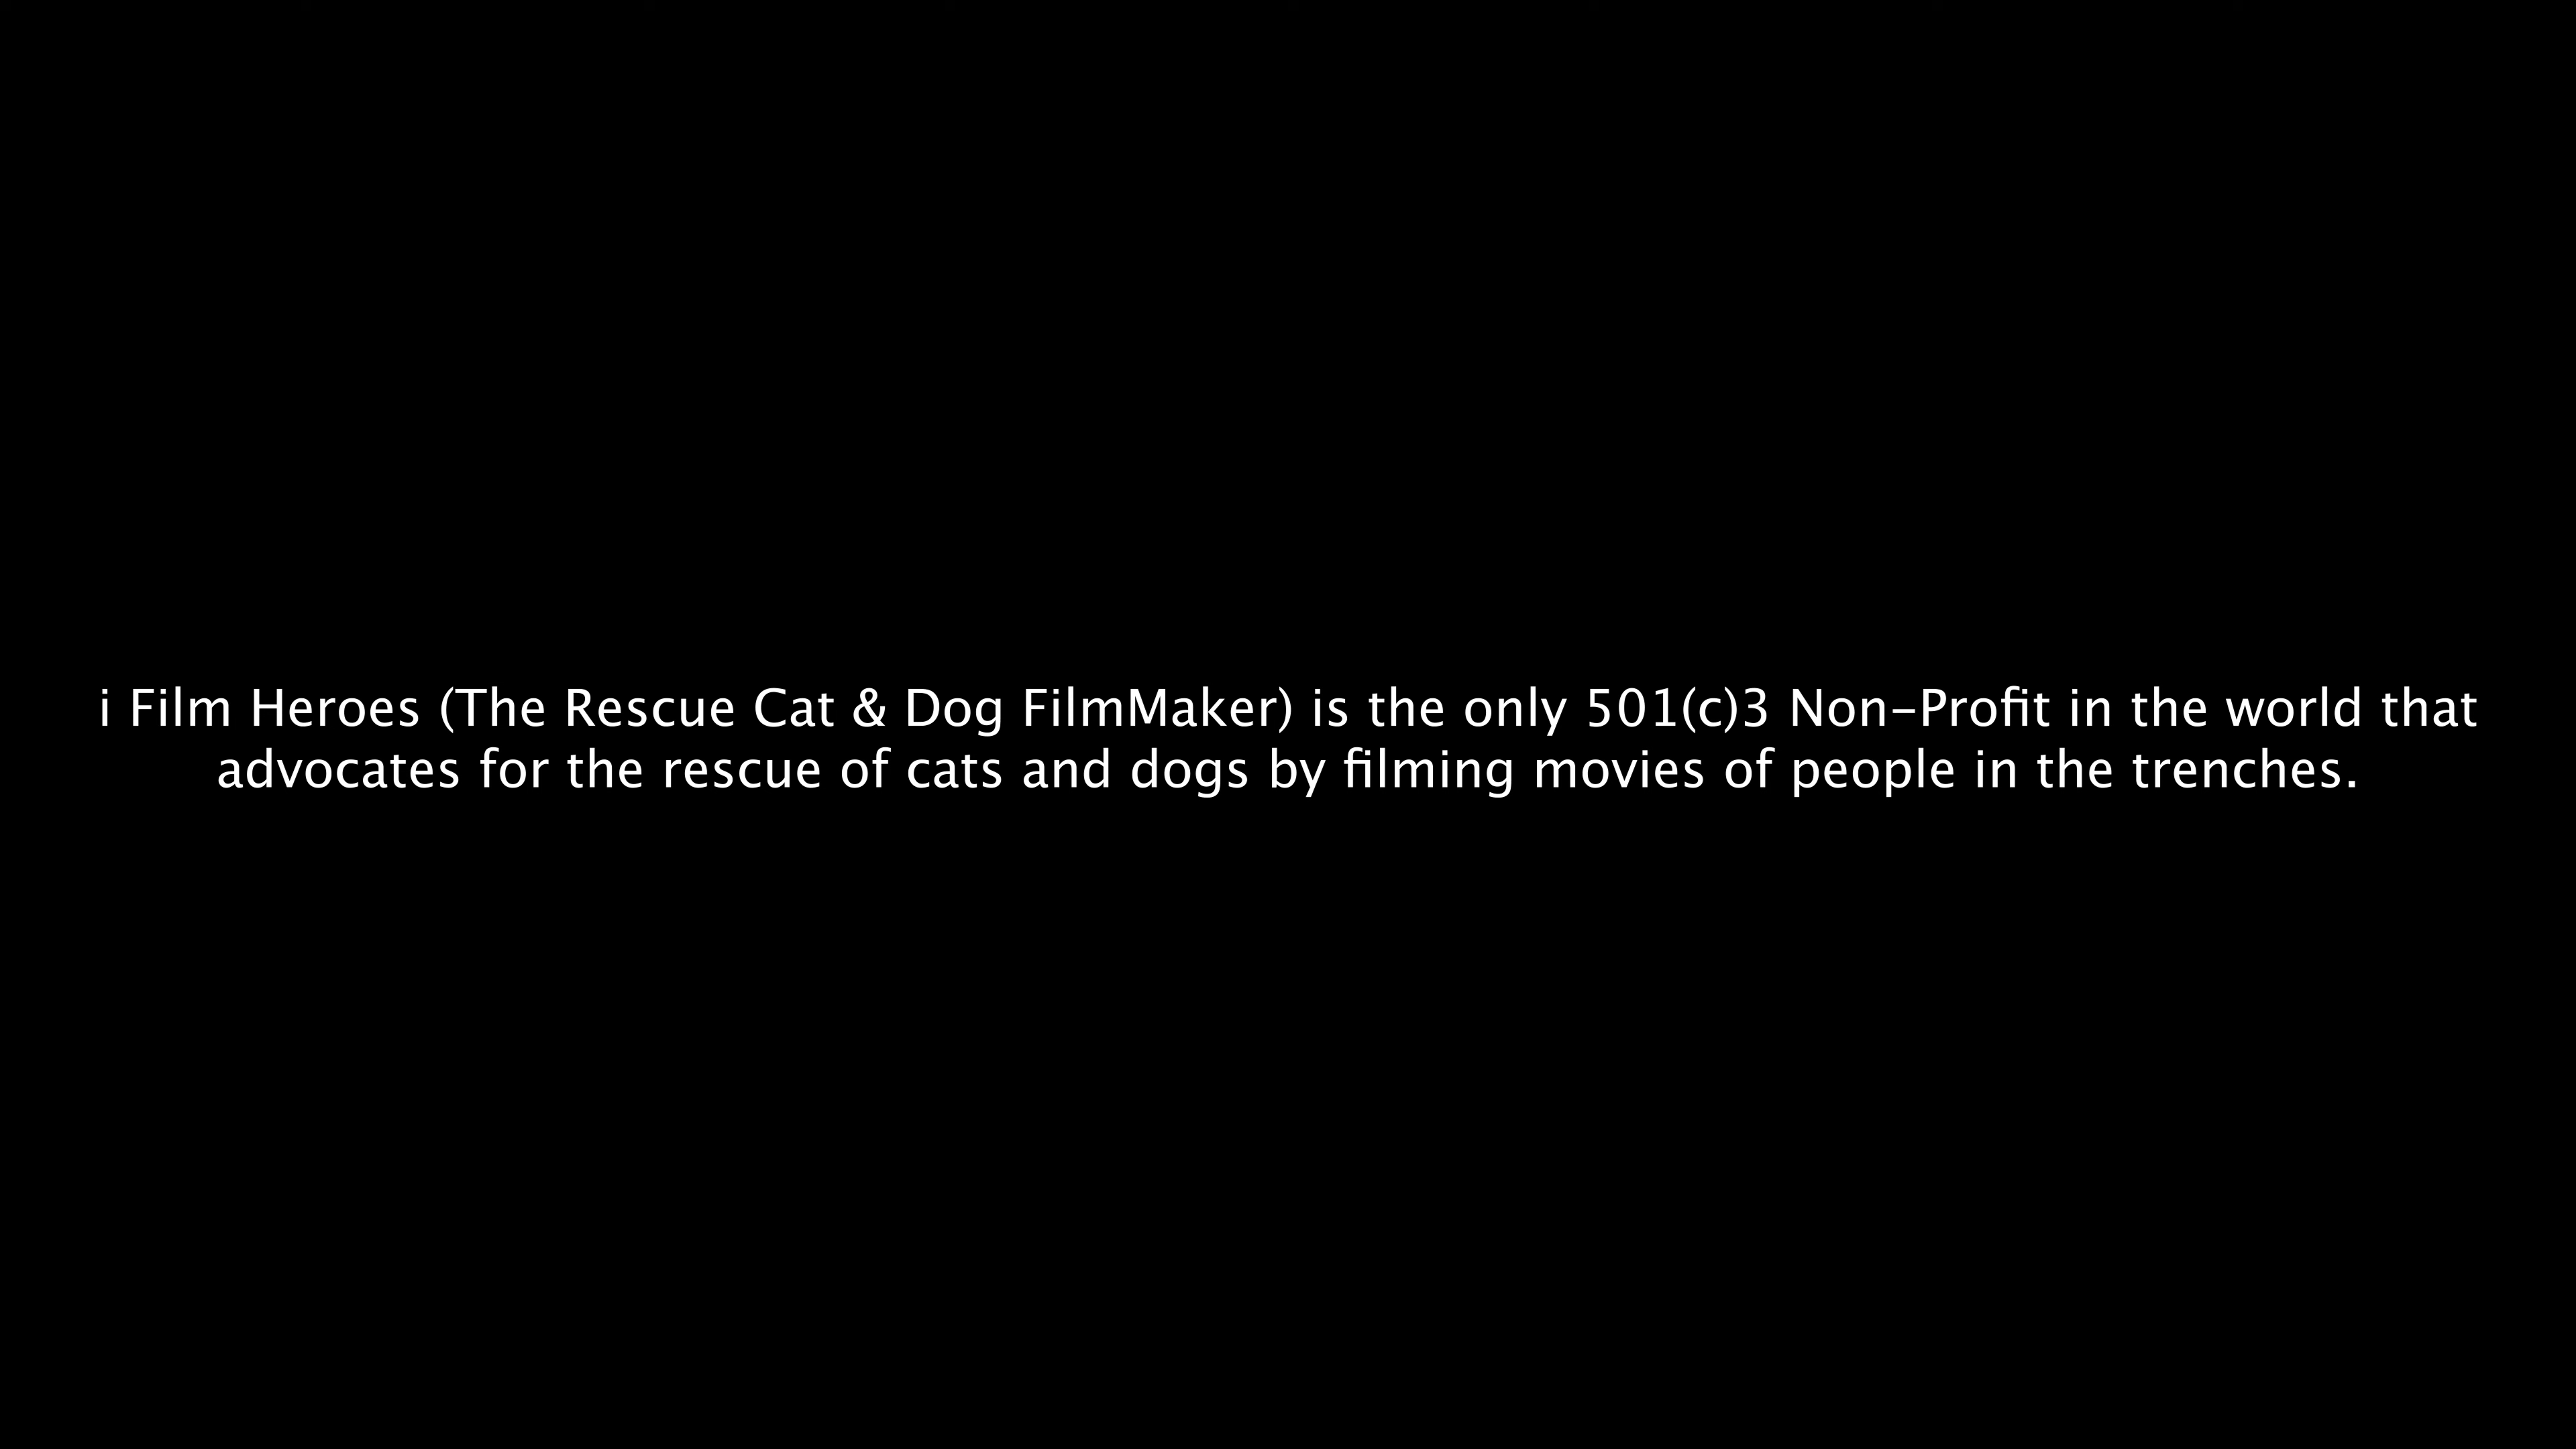 i Film Heroes (The Rescue Cat & Dog FilmMaker) is the only 501(c)3 Non-Profit in the world that
advocates for the rescue of cats and dogs by filming movies of people in the trenches.